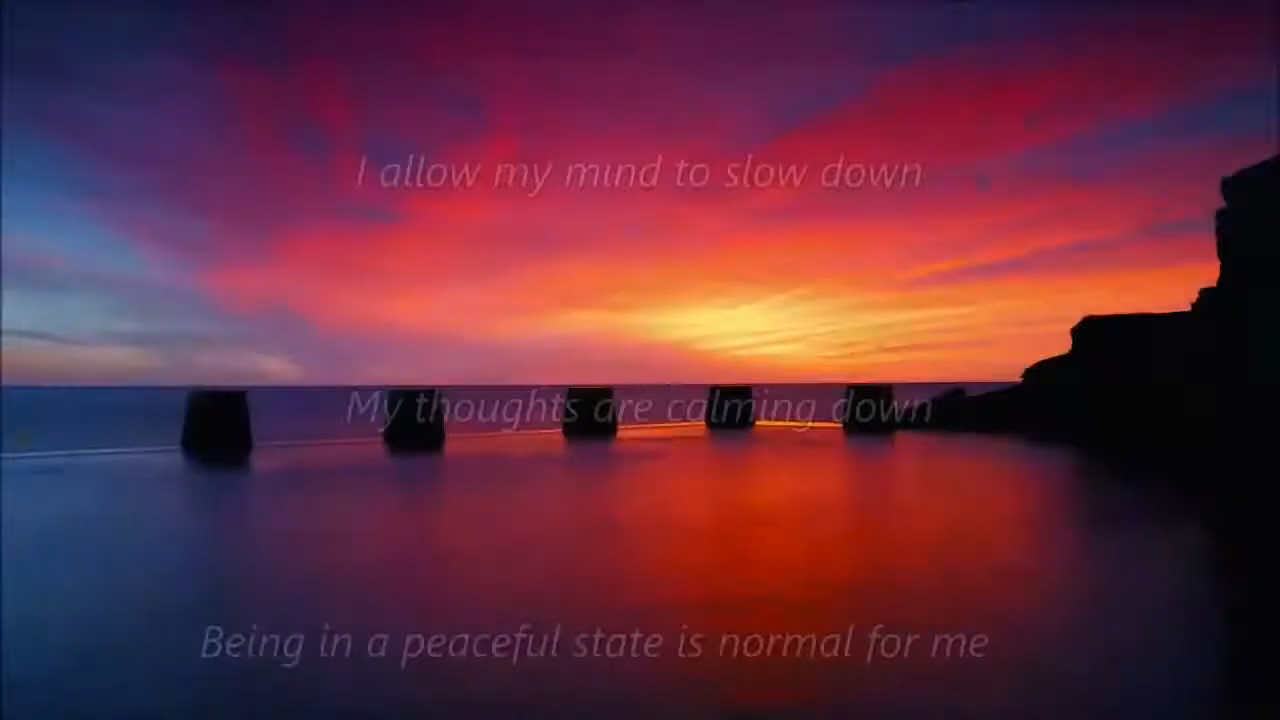 I allow my mind to slow down
My thoughts are calming down
Being in a peaceful state is normal for me